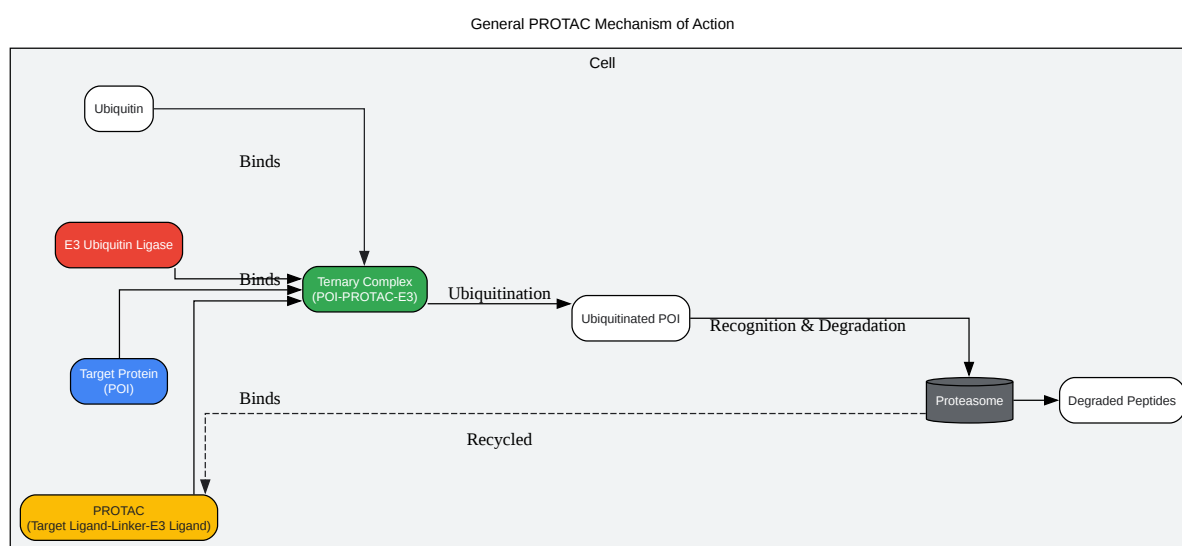 General PROTAC Mechanism of Action
Cell
Ubiquitin
Binds
E3 Ubiquitin Ligase
Binds
Ternary Complex
(POI-PROTAC-E3)
Ubiquitination
Ubiquitinated POI
Recognition & Degradation
Target Protein
(POI)
Binds
Proteasome
Degraded Peptides
Recycled
PROTAC
(Target Ligand-Linker-E3 Ligand)